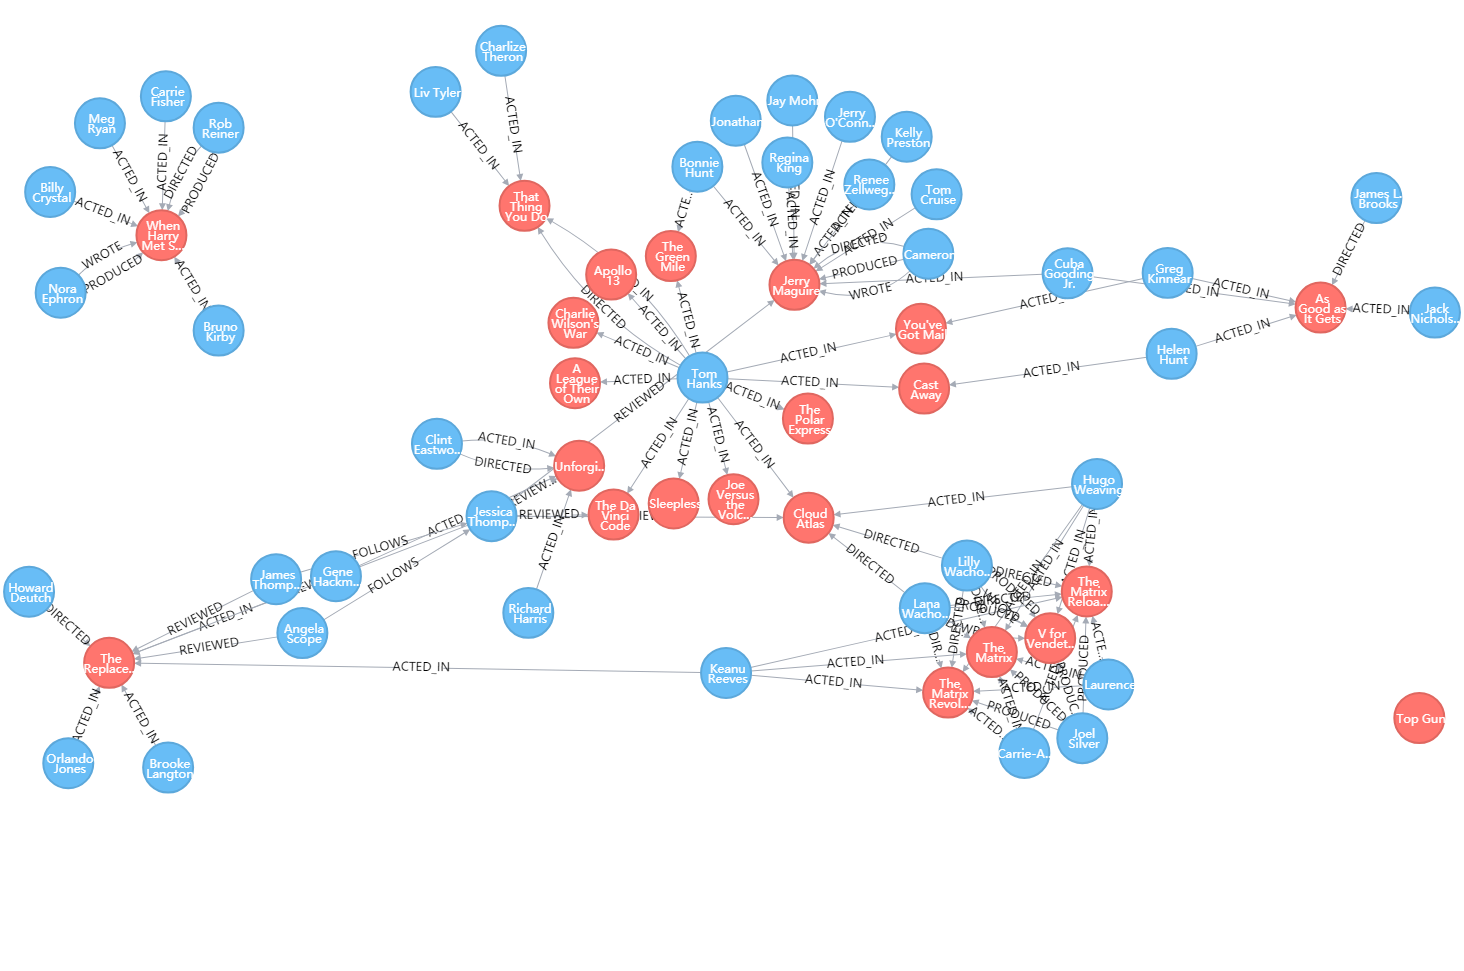 Charlize
Theron
Liv Tyler
ACTED_IN
ACTED_IN
That
Thing
You Do
Carrie
Fisher
Meg
Ryan
Rob
Reiner
Billy
Crystal
ACTED_IN
ACTED_IN
DIRECTED
PRODUCED
ACTED_IN
When
Harry
Met S...
WROTE
PRODUCED
Nora
Ephron
ACTED_IN
Bruno
Kirby
Jay Mohr
Jonathan
Jerry
O'Conn...
Kelly
Preston
Bonnie
Hunt
Regina
King
Renee
Zellweg...
Tom
Cruise
ACTE...
ACTED_IN
ACTED_IN
ACTED_IN
ACTED_IN
ACTED_IN
DIRECTED
PRODUCED
WROTE
Cameron
The
Green
Mile
Jerry
Maguire
ACTED_IN
Cuba
Gooding
Jr.
Greg
Kinnear
ACTED_IN
James L.
Brooks
DIRECTED
As
Good as
It Gets
ACTED_IN
Jack
Nichols...
Helen
Hunt
ACTED_IN
ACTED_IN
Apollo
13
Charlie
Wilson's
War
A
League
of Their
Own
DIRECTED
ACTED_IN
ACTED_IN
ACTED_IN
ACTED_IN
Tom
Hanks
ACTED_IN
You've
Got Mail
ACTED_IN
Cast
Away
ACTED_IN
The
Polar
Express
REVIEWED
ACTED_IN
ACTED_IN
ACTED_IN
ACTED_IN
Clint
Eastwo...
ACTED_IN
DIRECTED
Unforgi...
Jessica
Thomp...
REVIEWED
The Da
Vinci
Code
Sleepless
Joe
Versus
the
Volc...
Cloud
Atlas
ACTED_IN
Hugo
Weaving
FOLLOWS
FOLLOWS
ACTED_IN
Richard
Harris
James
Thomp...
Gene
Hackm...
Angela
Scope
Howard
Deutch
DIRECTED
REVIEWED
ACTED_IN
REVIEWED
The
Replace...
ACTED_IN
ACTED_IN
ACTED_IN
Orlando
Jones
Brooke
Langton
Keanu
Reeves
ACTED_IN
ACTED_IN
DIRECTED
DIRECTED
Lilly
Wacho...
Lana
Wacho...
DIRECTED
DIRECTED
ACTED_IN
The
Matrix
Reloa...
V for
Vendet...
The
Matrix
The
Matrix
Revol...
DIR...
ACTE...
ACTED_IN
PRODUCED
PRODUCED
PRODUCED
ACTED...
ACTED_IN
Laurence
Joel
Silver
Carrie-A...
Top Gun